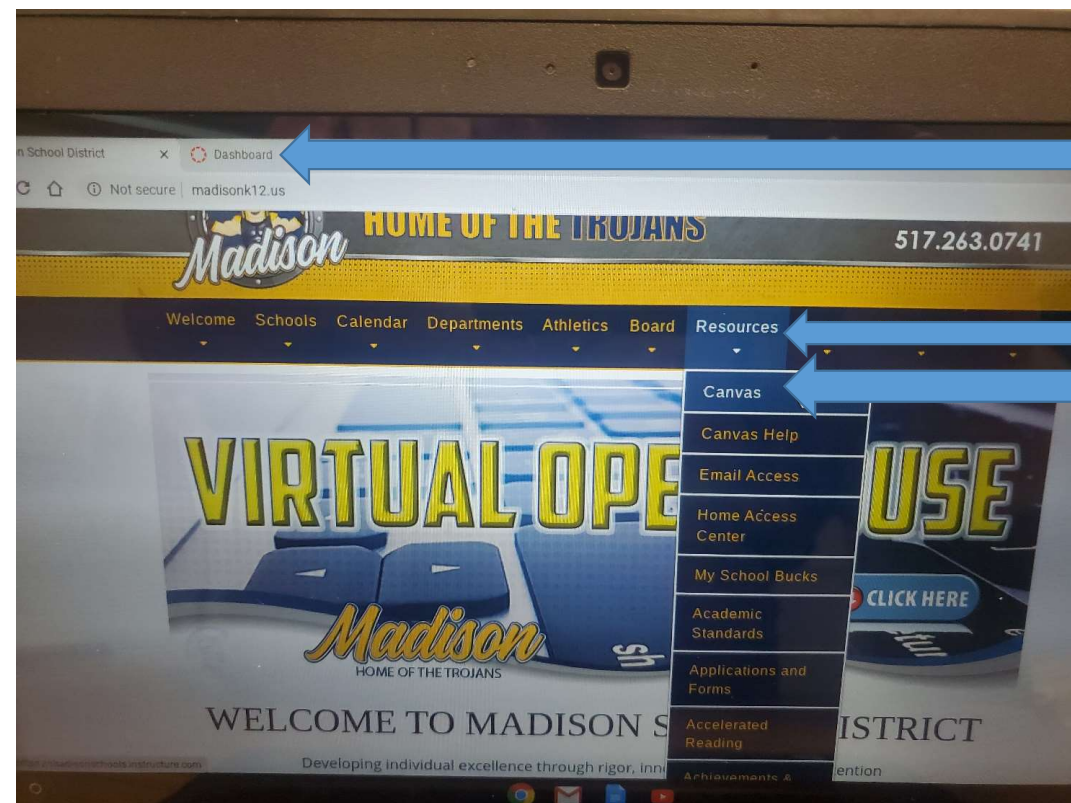 n School District x Dashboard
Not secure | madisonk12.us
HOME OF THE TROJANS
Madison
517.263.0741
Welcome Schools Calendar Departments Athletics Board Resources
Canvas
Canvas Help
Email Access
Home Access
Center
My School Bucks
Academic
Standards
Applications and
Forms
Accelerated
Reading
Achievements &
VIRTUAL OPE USE
CLICK HERE
Madison
HOME OF THE TROJANS
sh
WELCOME TO MADISON S ISTRICT
Developing individual excellence through rigor, inn ention